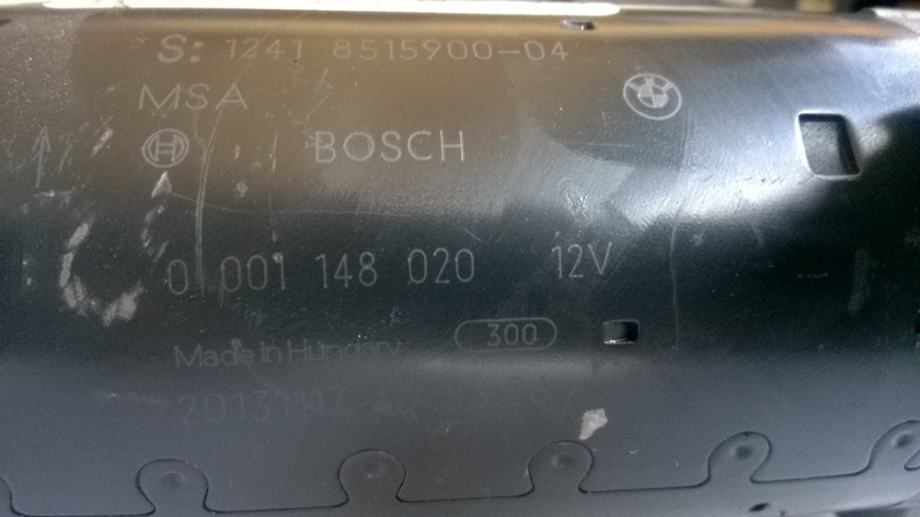 S: 1241 8515900-04
MSA
BOSCH
0 001 148 020 12V
300
Made in Hungary